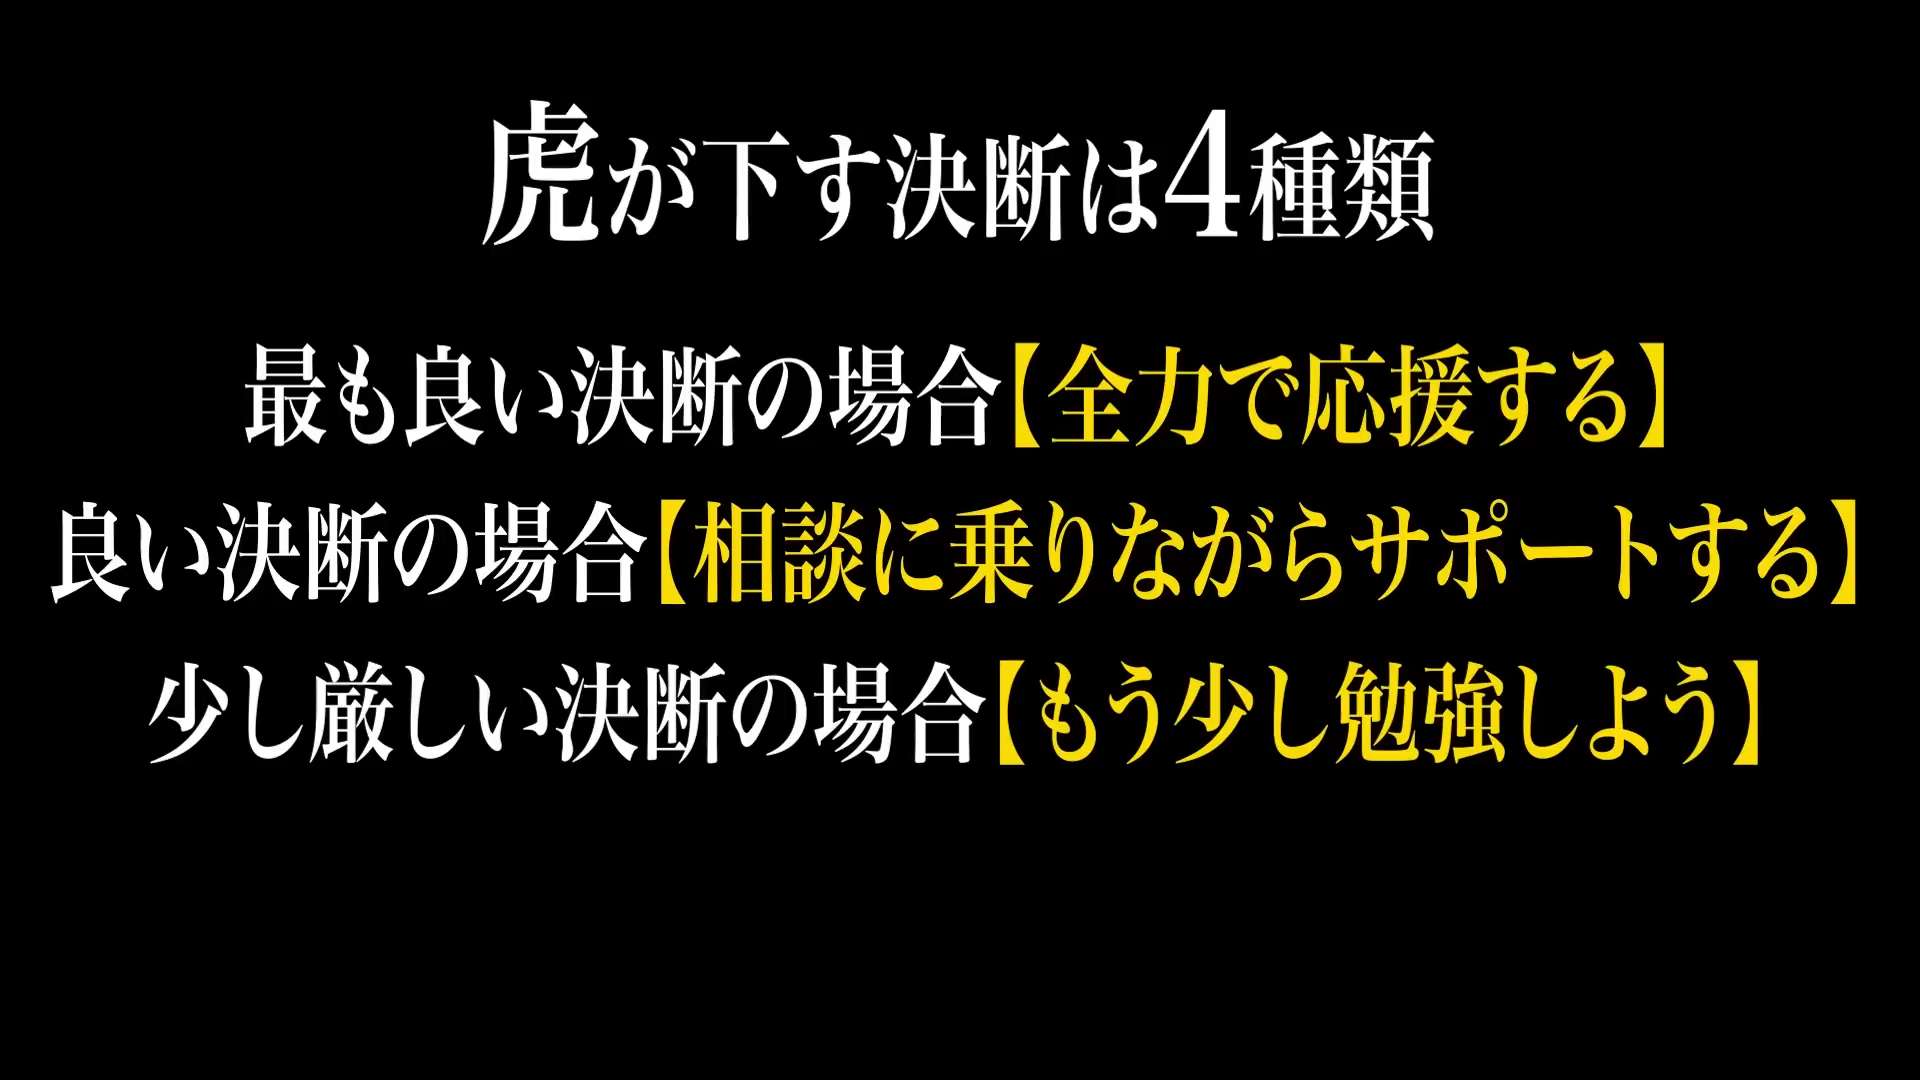 虎が下す決断は4種類
最も良い決断の場合【全力で応援する】
良い決断の場合【相談に乗りながらサポートする】
少し厳しい決断の場合【もう少し勉強しよう】